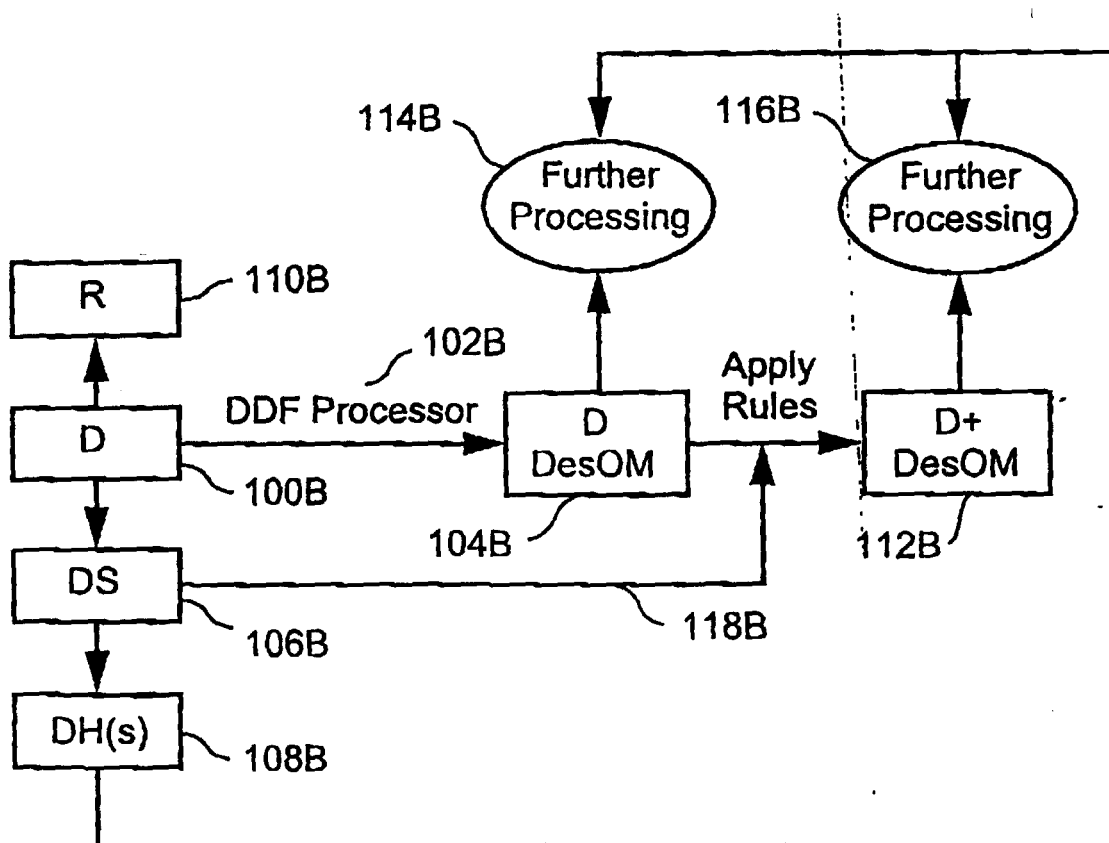 114B
116B
Further
Processing
Further
Processing
R
110B
102B
Apply
Rules
D
DDF Processor
D
DesOM
D+
DesOM
100B
104B
112B
DS
118B
106B
DH(s)
108B